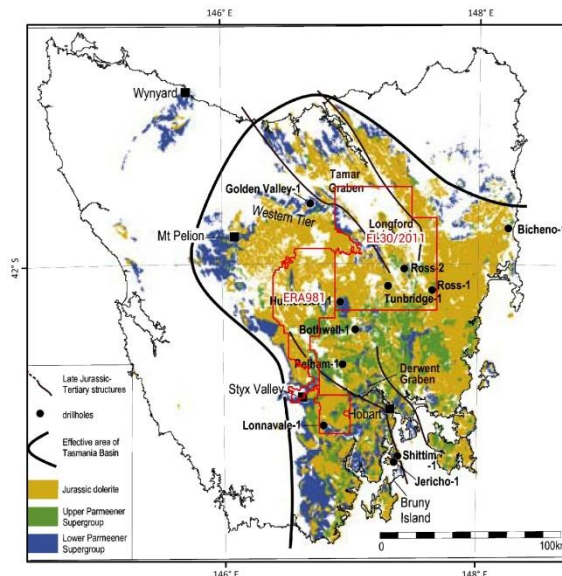 146° E
148° E
Wynyard
Tamar
Graben
Golden Valley-1
Western Tier
Longford
EL30/2011
Mt Pelion
Bicheno-1
42° S
Ross-2
Ross-1
Tunbridge-1
ERA981
Bothwell-1
Pelham-1
Derwent
Graben
Styx Valley
Hobart
Lonnavale-1
Shittim
-1
Jericho-1
Bruny
Island
Late Jurassic-
Tertiary structures
drillholes
Effective area of
Tasmania Basin
Jurassic dolerite
Upper Parmeener
Supergroup
Lower Parmeener
Supergroup
0
100km
146° E
148° E